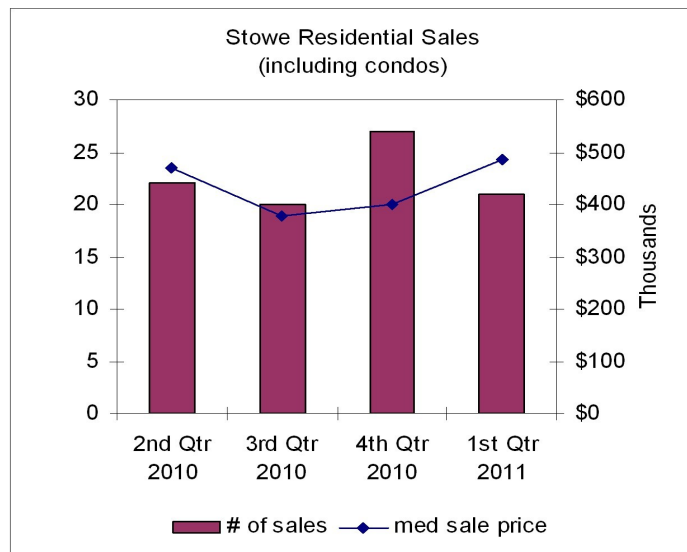 Stowe Residential Sales
(including condos)
30
25
20
15
10
5
0
$600
$500
$400
$300
$200
$100
$0
Thousands
2nd Qtr
2010
3rd Qtr
2010
4th Qtr
2010
1st Qtr
2011
# of sales
med sale price